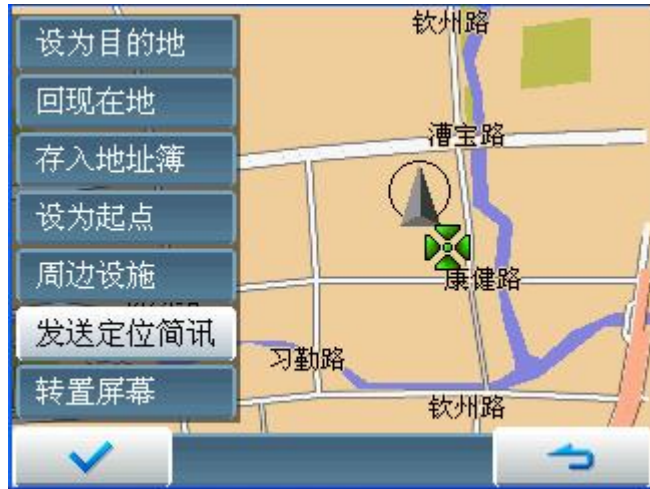 设为目的地
回现在地
存入地址簿
设为起点
周边设施
发送定位简讯
转置屏幕
钦州路
漕宝路
康健路
习勤路
钦州路